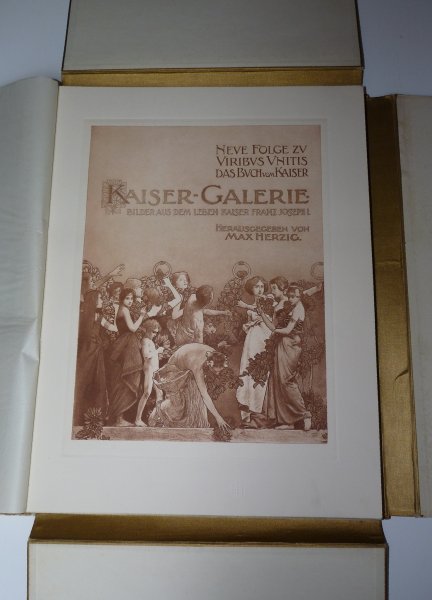 NEVE FOLGE ZV
VIRIBVS VNITIS
DAS BVCH VOM KAISER
KAISER-GALERIE
BILDER AUS DEM LEBEN KAISER FRANZ JOSEPH I.
HERAUSGEGEBEN VON
MAX HERZIG.